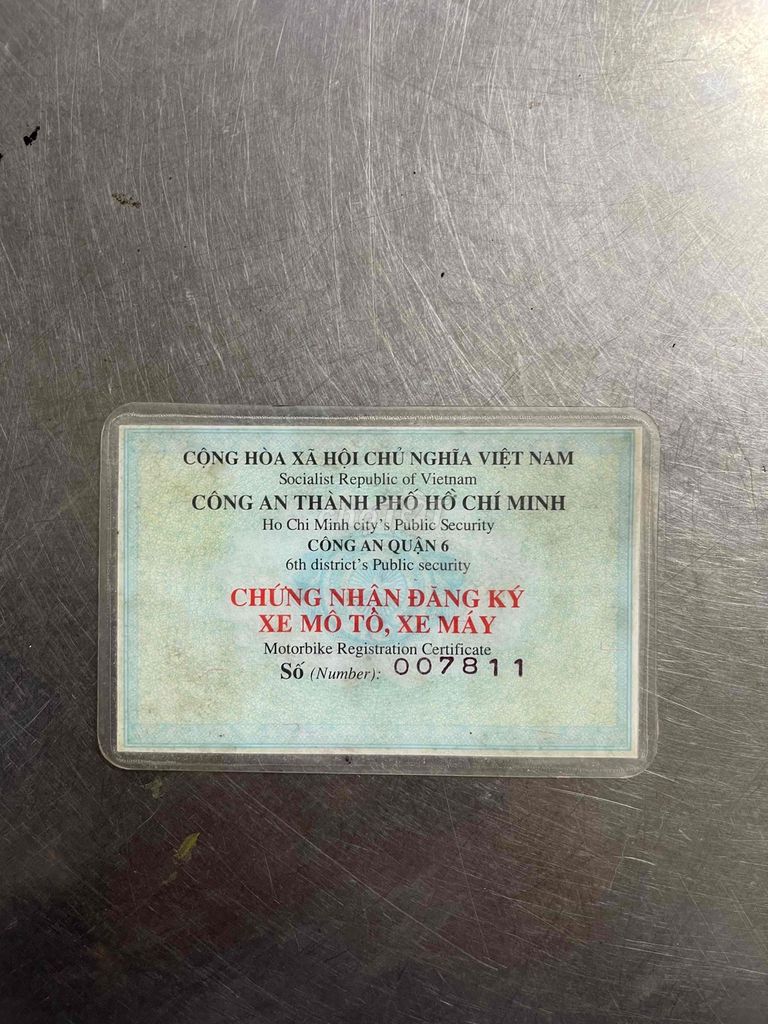 CỘNG HÒA XÃ HỘI CHỦ NGHĨA VIỆT NAM
Socialist Republic of Vietnam
CÔNG AN THÀNH PHỐ HỒ CHÍ MINH
Ho Chi Minh city's Public Security
CÔNG AN QUẬN 6
6th district's Public security
CHỨNG NHẬN ĐĂNG KÝ
XE MÔ TÔ, XE MÁY
Motorbike Registration Certificate
Số (Number): 007811